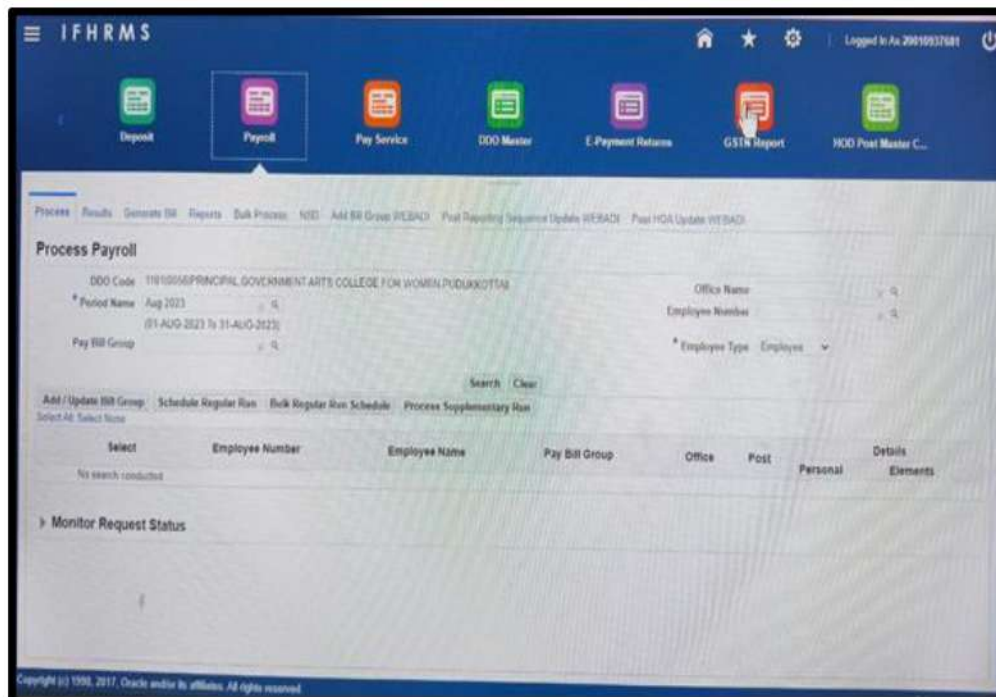 IFHRMS
Logged In As 20010937681
Deposit Payroll Pay Service DDO Master E-Payment Returns GSTN Report HOD Post Master C...
Process Results Generate Bill Reports Bulk Process NSD Add Bill Group WEBADI Post Reporting Sequence Update WEBADI Post HOA Update WEBADI
Process Payroll
DDO Code PRINCIPAL GOVERNMENT ARTS COLLEGE FOR WOMEN PUDUKKOTTAI
Office Name
* Period Name Aug 2023
Employee Number
(01-AUG-2023 To 31-AUG-2023)
Pay Bill Group
* Employee Type Employee
Search Clear
Add / Update Bill Group Schedule Regular Run Bulk Regular Run Schedule Process Supplementary Run
Select All Select None
Select Employee Number Employee Name Pay Bill Group Office Post Details
Personal Elements
No search conducted
Monitor Request Status
Copyright (c) 1998, 2017, Oracle and/or its affiliates. All rights reserved